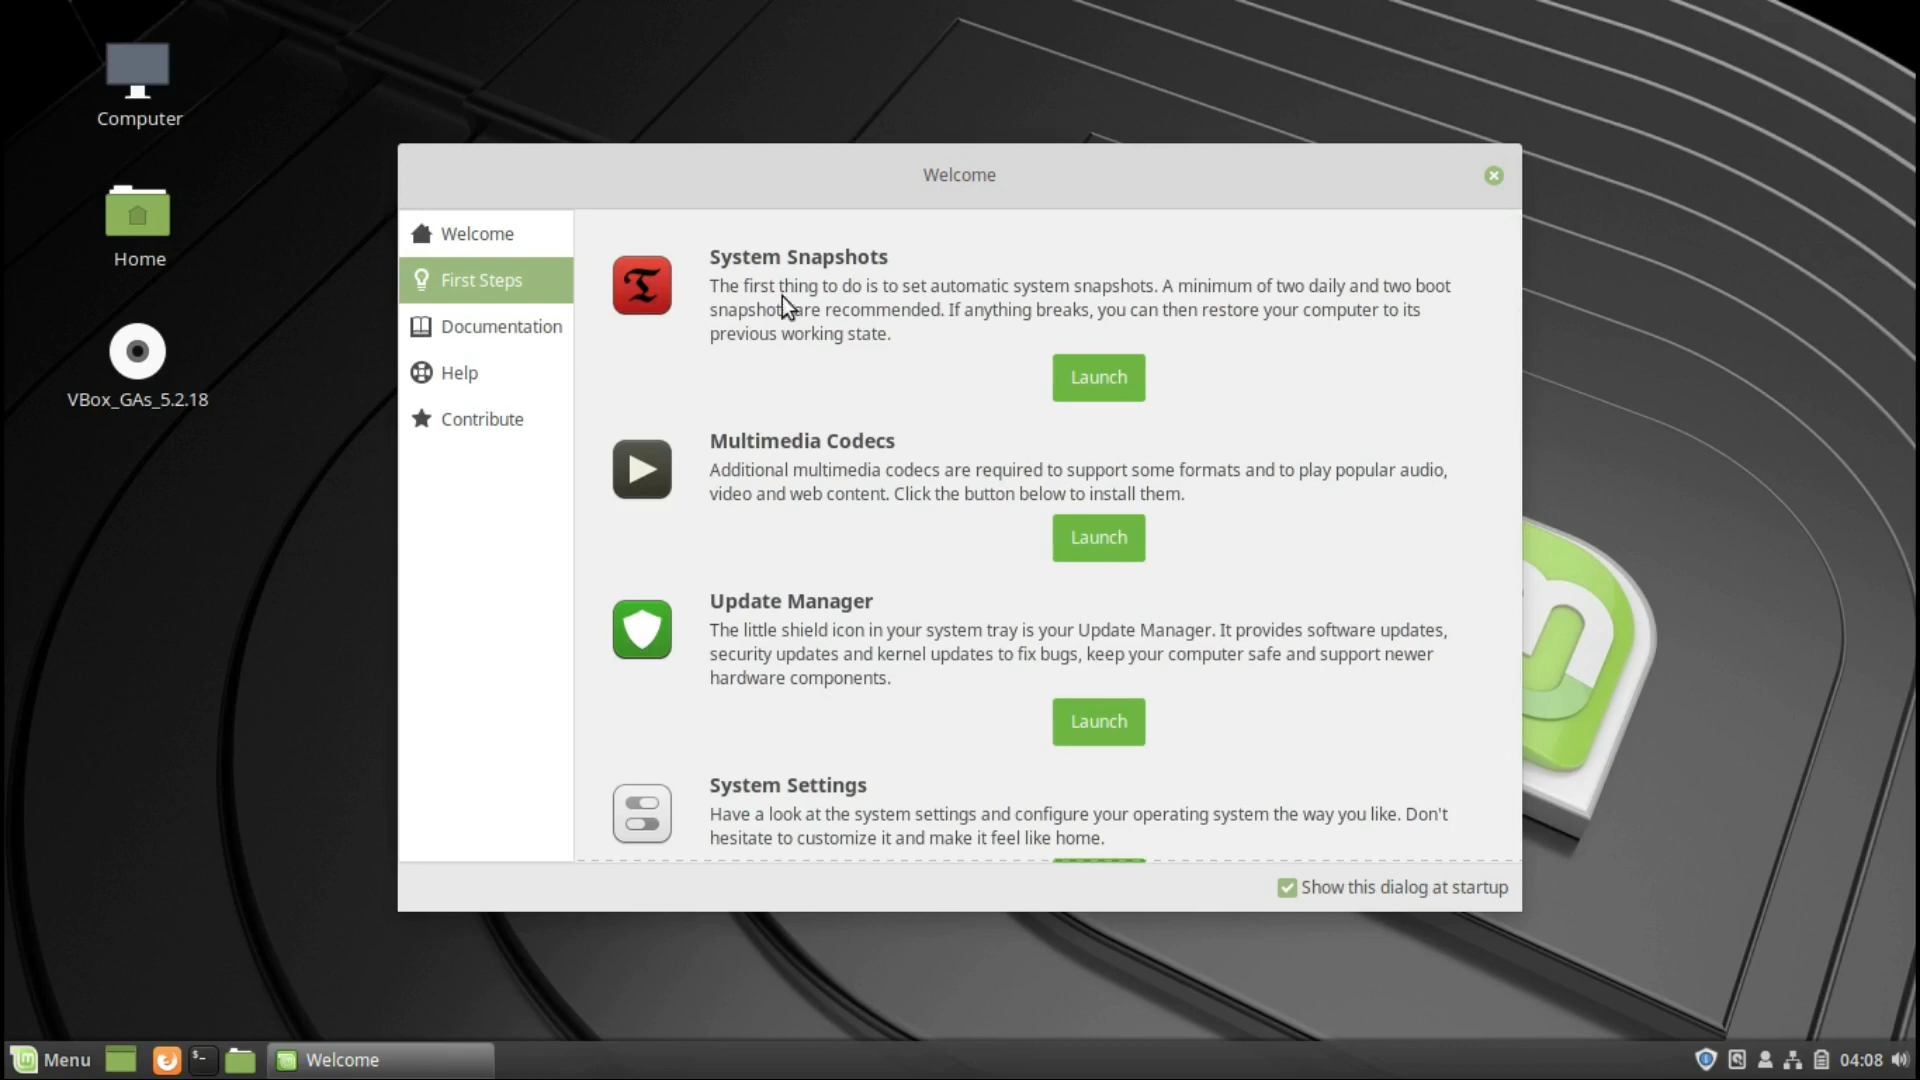 Computer
Home
VBox_GAs_5.2.18
Welcome
Welcome
First Steps
Documentation
Help
Contribute
System Snapshots
The first thing to do is to set automatic system snapshots. A minimum of two daily and two boot
snapshots are recommended. If anything breaks, you can then restore your computer to its
previous working state.
Launch
Multimedia Codecs
Additional multimedia codecs are required to support some formats and to play popular audio,
video and web content. Click the button below to install them.
Launch
Update Manager
The little shield icon in your system tray is your Update Manager. It provides software updates,
security updates and kernel updates to fix bugs, keep your computer safe and support newer
hardware components.
Launch
System Settings
Have a look at the system settings and configure your operating system the way you like. Don't
hesitate to customize it and make it feel like home.
Show this dialog at startup
Menu
Welcome
04:08